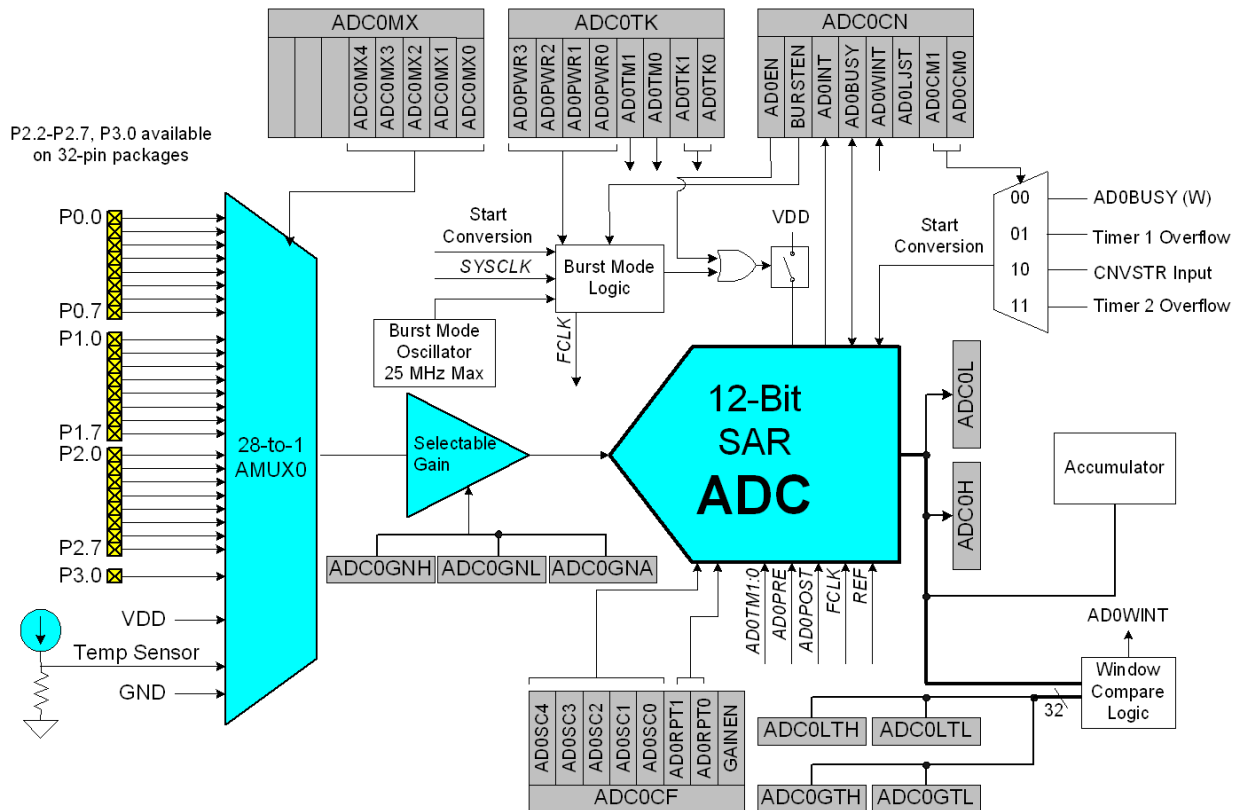 ADC0MX
ADC0MX4
ADC0MX3
ADC0MX2
ADC0MX1
ADC0MX0
ADC0TK
AD0PWR3
AD0PWR2
AD0PWR1
AD0PWR0
AD0TM1
AD0TM0
AD0TK1
AD0TK0
ADC0CN
AD0EN
BURSTEN
AD0INT
AD0BUSY
AD0WINT
AD0LJST
AD0CM1
AD0CM0
P2.2-P2.7, P3.0 available
on 32-pin packages
P0.0
P0.7
P1.0
P1.7
P2.0
P2.7
P3.0
VDD
Temp Sensor
GND
28-to-1
AMUX0
Start
Conversion
SYSCLK
Burst Mode
Logic
Burst Mode
Oscillator
25 MHz Max
FCLK
VDD
Start
Conversion
00
01
10
11
AD0BUSY (W)
Timer 1 Overflow
CNVSTR Input
Timer 2 Overflow
Selectable
Gain
ADC0GNH
ADC0GNL
ADC0GNA
12-Bit
SAR
ADC
ADC0L
ADC0H
Accumulator
AD0TM1:0
AD0PRE
AD0POST
FCLK
REF
AD0WINT
Window
Compare
Logic
32
AD0SC4
AD0SC3
AD0SC2
AD0SC1
AD0SC0
AD0RPT1
AD0RPT0
GAINEN
ADC0CF
ADC0LTH
ADC0LTL
ADC0GTH
ADC0GTL